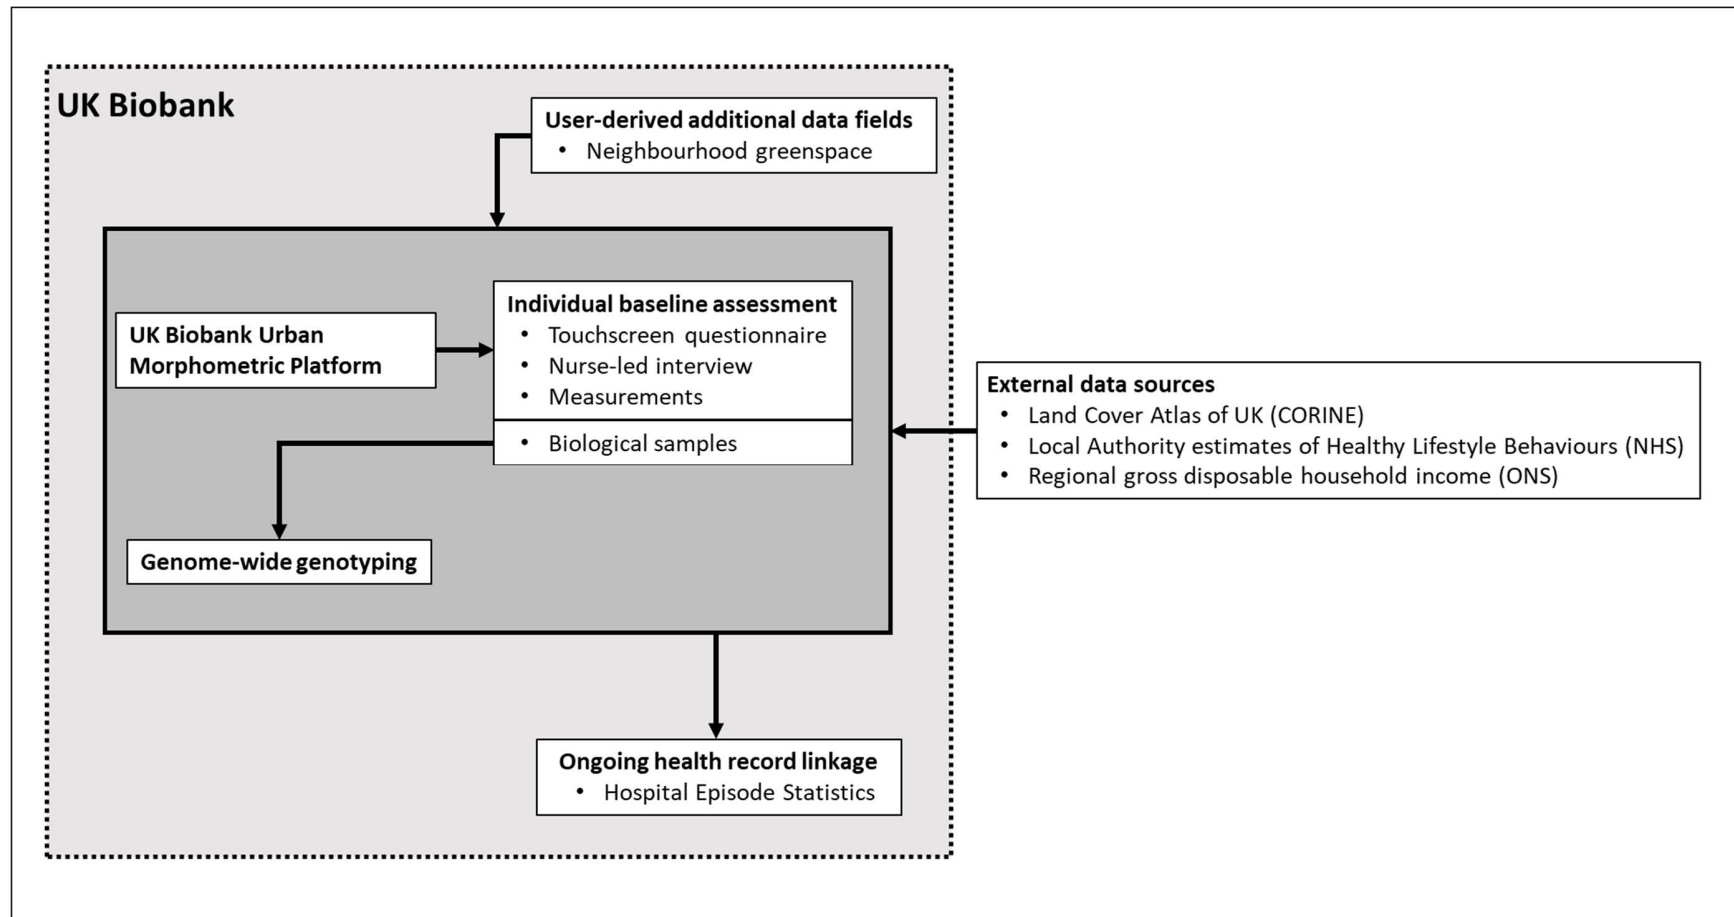 UK Biobank
User-derived additional data fields
• Neighbourhood greenspace
UK Biobank Urban
Morphometric Platform
Individual baseline assessment
• Touchscreen questionnaire
• Nurse-led interview
• Measurements
• Biological samples
Genome-wide genotyping
External data sources
• Land Cover Atlas of UK (CORINE)
• Local Authority estimates of Healthy Lifestyle Behaviours (NHS)
• Regional gross disposable household income (ONS)
Ongoing health record linkage
• Hospital Episode Statistics